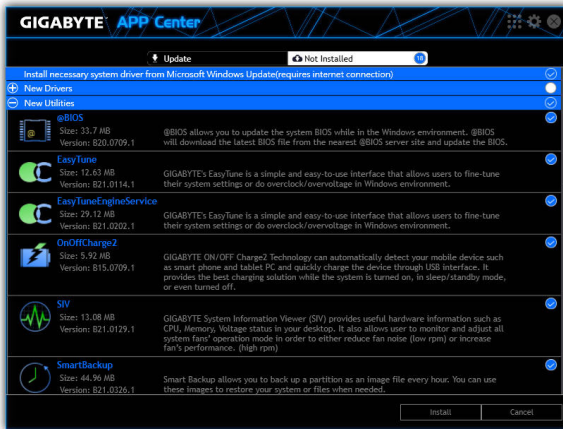 GIGABYTE APP Center
Update
Not Installed 18
Install necessary system driver from Microsoft Windows Update(requires internet connection)
New Drivers
New Utilities
@BIOS
Size: 33.7 MB
Version: B20.0709.1
@BIOS allows you to update the system BIOS while in the Windows environment. @BIOS
will download the latest BIOS file from the nearest @BIOS server site and update the BIOS.
EasyTune
Size: 12.63 MB
Version: B21.0114.1
GIGABYTE's EasyTune is a simple and easy-to-use interface that allows users to fine-tune
their system settings or do overclock/overvoltage in Windows environment.
EasyTuneEngineService
Size: 29.12 MB
Version: B21.0202.1
GIGABYTE's EasyTune is a simple and easy-to-use interface that allows users to fine-tune
their system settings or do overclock/overvoltage in Windows environment.
OnOffCharge2
Size: 5.92 MB
Version: B15.0709.1
GIGABYTE ON/OFF Charge2 Technology can automatically detect your mobile device such
as smart phone and tablet PC and quickly charge the device through USB interface. It
provides the best charging solution while the system is turned on, in sleep/standby mode,
or even turned off.
SIV
Size: 13.08 MB
Version: B21.0129.1
GIGABYTE System Information Viewer (SIV) provides useful hardware information such as
CPU, Memory, Voltage status in your desktop. It also allows user to monitor and adjust all
system fans' operation mode in order to either reduce fan noise (low rpm) or increase
fan's performance. (high rpm)
SmartBackup
Size: 44.96 MB
Version: B21.0326.1
Smart Backup allows you to back up a partition as an image file every hour. You can use
these images to restore your system or files when needed.
Install
Cancel